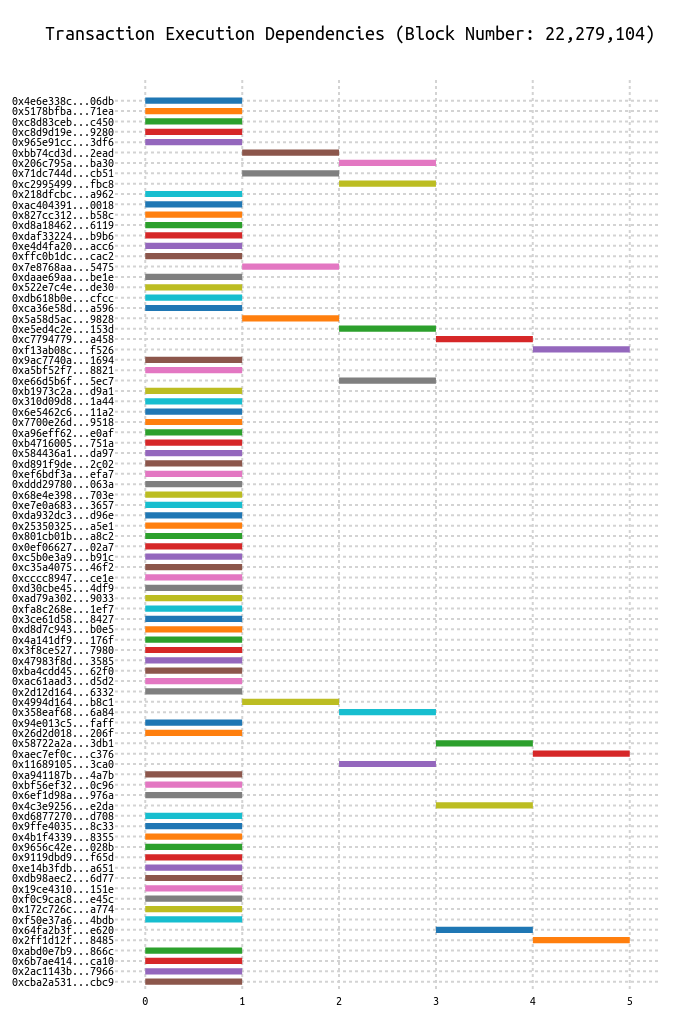 Transaction Execution Dependencies (Block Number: 22,279,104)
0x4e6e338c...06db
0x5178bfba...71ea
0xc8d83ceb...c450
0xc8d9d19e...9280
0x965e91cc...3df6
0xbb74cd3d...2ead
0x206c795a...ba30
0x71dc744d...cb51
0xc2995499...fbc8
0x218dfcbc...a962
0xac404391...0018
0x827cc312...b58c
0xd8a18462...6119
0xdaf33224...b9b6
0xe4d4fa20...acc6
0xffc0b1dc...cac2
0x7e8768aa...5475
0xdaae69aa...be1e
0x522e7c4e...de30
0xdb618b0e...cfcc
0xca36e58d...a596
0x5a58d5ac...9828
0xe5ed4c2e...153d
0xc7794779...a458
0xf13ab08c...f526
0x9ac7740a...1694
0xa5bf52f7...8821
0xe66d5b6f...5ec7
0xb1973c2a...d9a1
0x310d09d8...1a44
0x6e5462c6...11a2
0x7700e26d...9518
0xa96eff62...e0af
0xb4716005...751a
0x584436a1...da97
0xd891f9de...2c02
0xef6bdf3a...efa7
0xddd29780...063a
0x68e4e398...703e
0xe7e0a683...3657
0xda932dc3...d96e
0x25350325...a5e1
0x801cb01b...a8c2
0x0ef06627...02a7
0xc5b0e3a9...b91c
0xc35a4075...46f2
0xcccc8947...ce1e
0xd30cbe45...4df9
0xad79a302...9033
0xfa8c268e...1ef7
0x3ce61d58...8427
0xd8d7c943...b0e5
0x4a141df9...176f
0x3f8ce527...7980
0x47983f8d...3585
0xba4cdd45...62f0
0xac61aad3...d5d2
0x2d12d164...6332
0x4994d164...b8c1
0x358eaf68...6a84
0x94e013c5...faff
0x26d2d018...206f
0x58722a2a...3db1
0xaec7ef0c...c376
0x11689105...3ca0
0xa941187b...4a7b
0xbf56ef32...0c96
0x6ef1d98a...976a
0x4c3e9256...e2da
0xd6877270...d708
0x9ffe4035...8c33
0x4b1f4339...8355
0x9656c42e...028b
0x9119dbd9...f65d
0xe14b3fdb...a651
0xdb98aec2...6d77
0x19ce4310...151e
0xf0c9cac8...e45c
0x172c726c...a774
0xf50e37a6...4bdb
0x64fa2b3f...e620
0x2ff1d12f...8485
0xabd0e7b9...866c
0x6b7ae414...ca10
0x2ac1143b...7966
0xcba2a531...cbc9
0 1 2 3 4 5